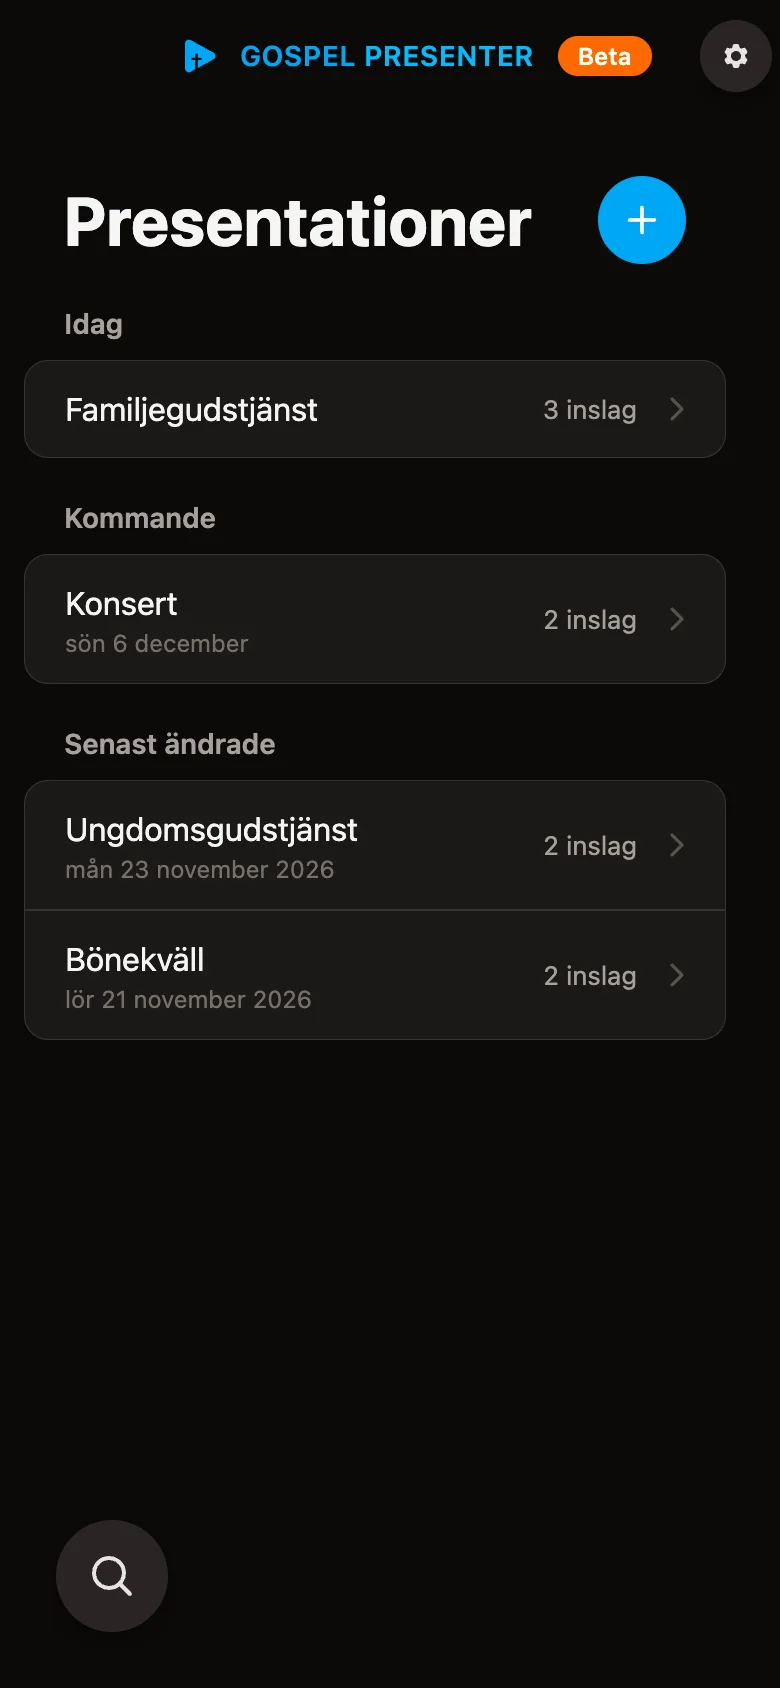 GOSPEL PRESENTER Beta
Presentationer
Idag
Familjegudstjänst 3 inslag
Kommande
Konsert
sön 6 december
2 inslag
Senast ändrade
Ungdomsgudstjänst
mån 23 november 2026
2 inslag
Bönekväll
lör 21 november 2026
2 inslag